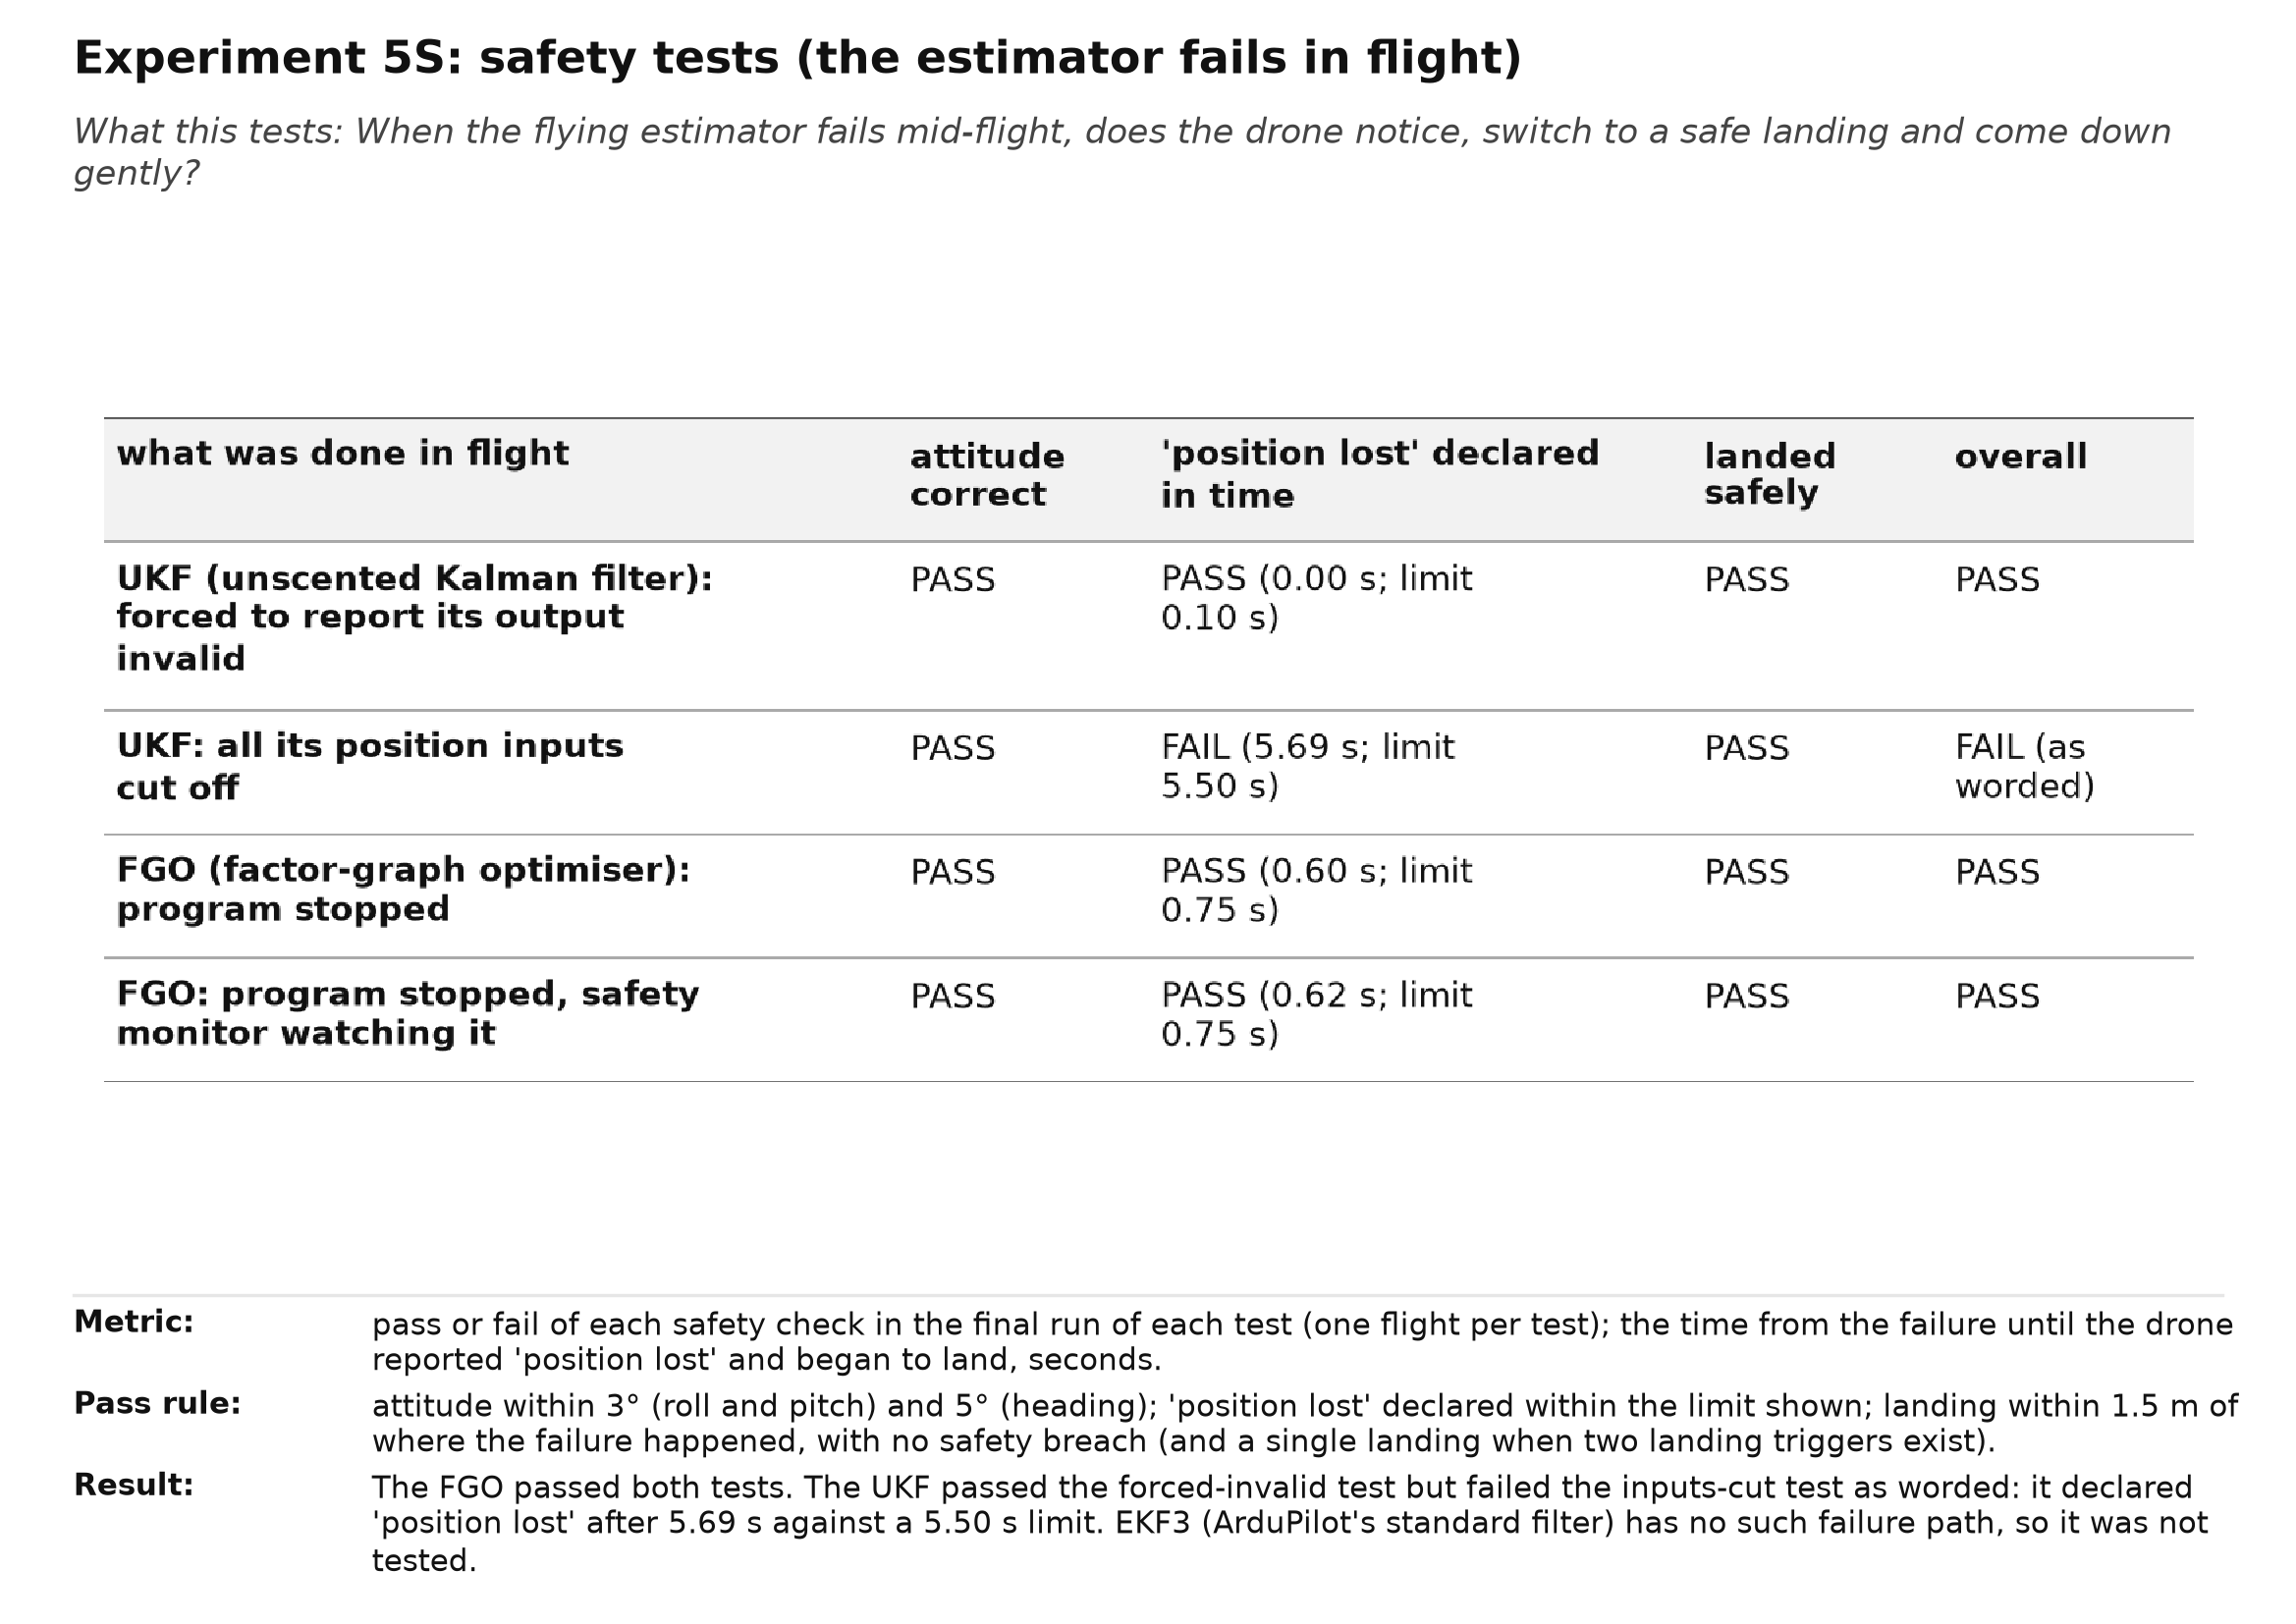 Experiment 5S: safety tests (the estimator fails in flight)
What this tests: When the flying estimator fails mid-flight, does the drone notice, switch to a safe landing and come down
gently?
what was done in flight
attitude
correct
'position lost' declared
in time
landed
safely
overall
UKF (unscented Kalman filter):
forced to report its output
invalid
PASS
PASS (0.00 s; limit
0.10 s)
PASS
PASS
UKF: all its position inputs
cut off
PASS
FAIL (5.69 s; limit
5.50 s)
PASS
FAIL (as
worded)
FGO (factor-graph optimiser):
program stopped
PASS
PASS (0.60 s; limit
0.75 s)
PASS
PASS
FGO: program stopped, safety
monitor watching it
PASS
PASS (0.62 s; limit
0.75 s)
PASS
PASS
Metric:
pass or fail of each safety check in the final run of each test (one flight per test); the time from the failure until the drone
reported 'position lost' and began to land, seconds.
Pass rule:
attitude within 3° (roll and pitch) and 5° (heading); 'position lost' declared within the limit shown; landing within 1.5 m of
where the failure happened, with no safety breach (and a single landing when two landing triggers exist).
Result:
The FGO passed both tests. The UKF passed the forced-invalid test but failed the inputs-cut test as worded: it declared
'position lost' after 5.69 s against a 5.50 s limit. EKF3 (ArduPilot's standard filter) has no such failure path, so it was not
tested.